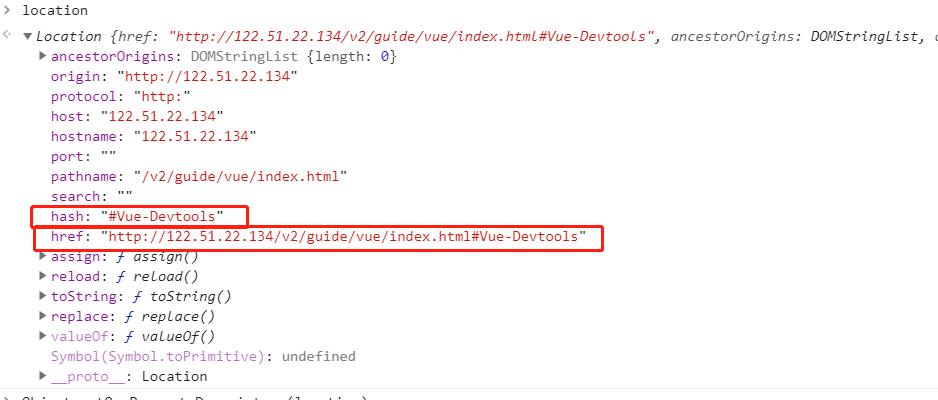 location
Location {href: "http://122.51.22.134/v2/guide/vue/index.html#Vue-Devtools", ancestorOrigins: DOMStringList,
ancestorOrigins: DOMStringList {length: 0}
origin: "http://122.51.22.134"
protocol: "http:"
host: "122.51.22.134"
hostname: "122.51.22.134"
port: ""
pathname: "/v2/guide/vue/index.html"
search: ""
hash: "#Vue-Devtools"
href: "http://122.51.22.134/v2/guide/vue/index.html#Vue-Devtools"
assign: ƒ assign()
reload: ƒ reload()
toString: ƒ toString()
replace: ƒ replace()
valueOf: ƒ valueOf()
Symbol(Symbol.toPrimitive): undefined
__proto__: Location